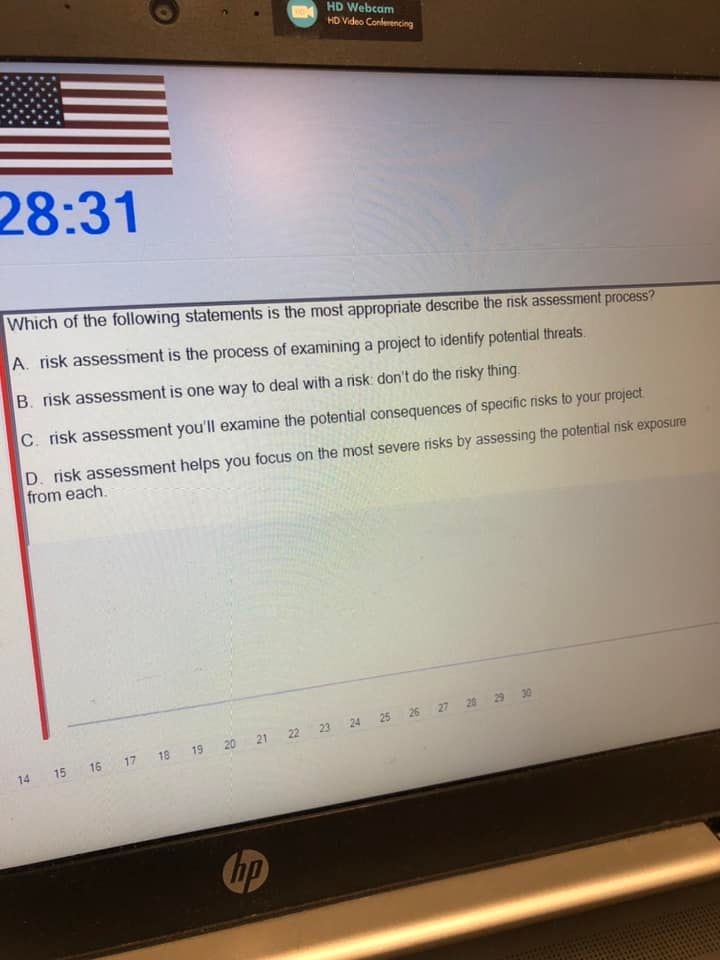 HD Webcam
HD Video Conferencing
28:31
Which of the following statements is the most appropriate describe the risk assessment process?
A. risk assessment is the process of examining a project to identify potential threats.
B. risk assessment is one way to deal with a risk: don't do the risky thing.
C. risk assessment you'll examine the potential consequences of specific risks to your project.
D. risk assessment helps you focus on the most severe risks by assessing the potential risk exposure
from each.
14 15 16 17 18 19 20 21 22 23 24 25 26 27 28 29 30
hp